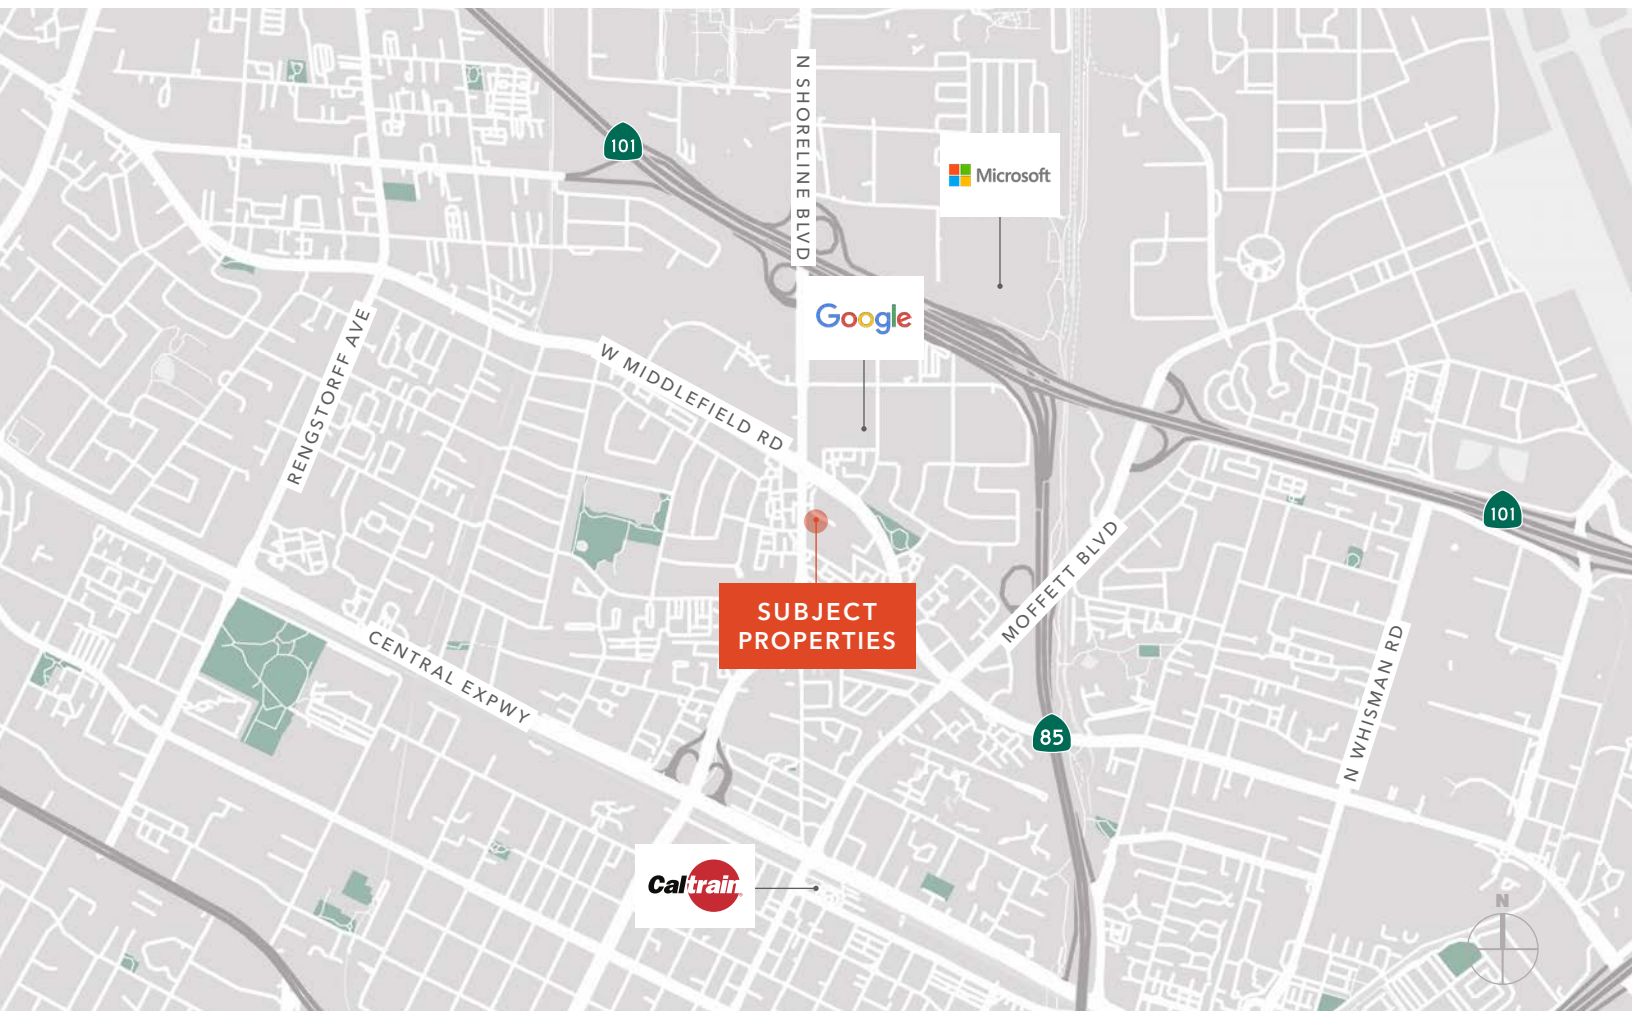 N SHORELINE BLVD
101
Microsoft
Google
RENGSTORFF AVE
W MIDDLEFIELD RD
101
MOFFETT BLVD
SUBJECT
PROPERTIES
CENTRAL EXPWY
N WHISMAN RD
85
Caltrain
N